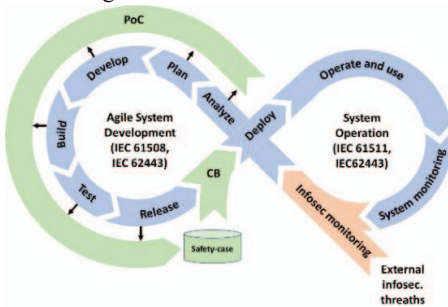 PoC
Develop
Plan
Analyze
Build
Test
Release
Agile System
Development
(IEC 61508,
IEC 62443)
CB
Safety-case
Deploy
Operate and use
System
Operation
(IEC 61511,
IEC62443)
System monitoring
Infosec monitoring
External
infosec.
threaths